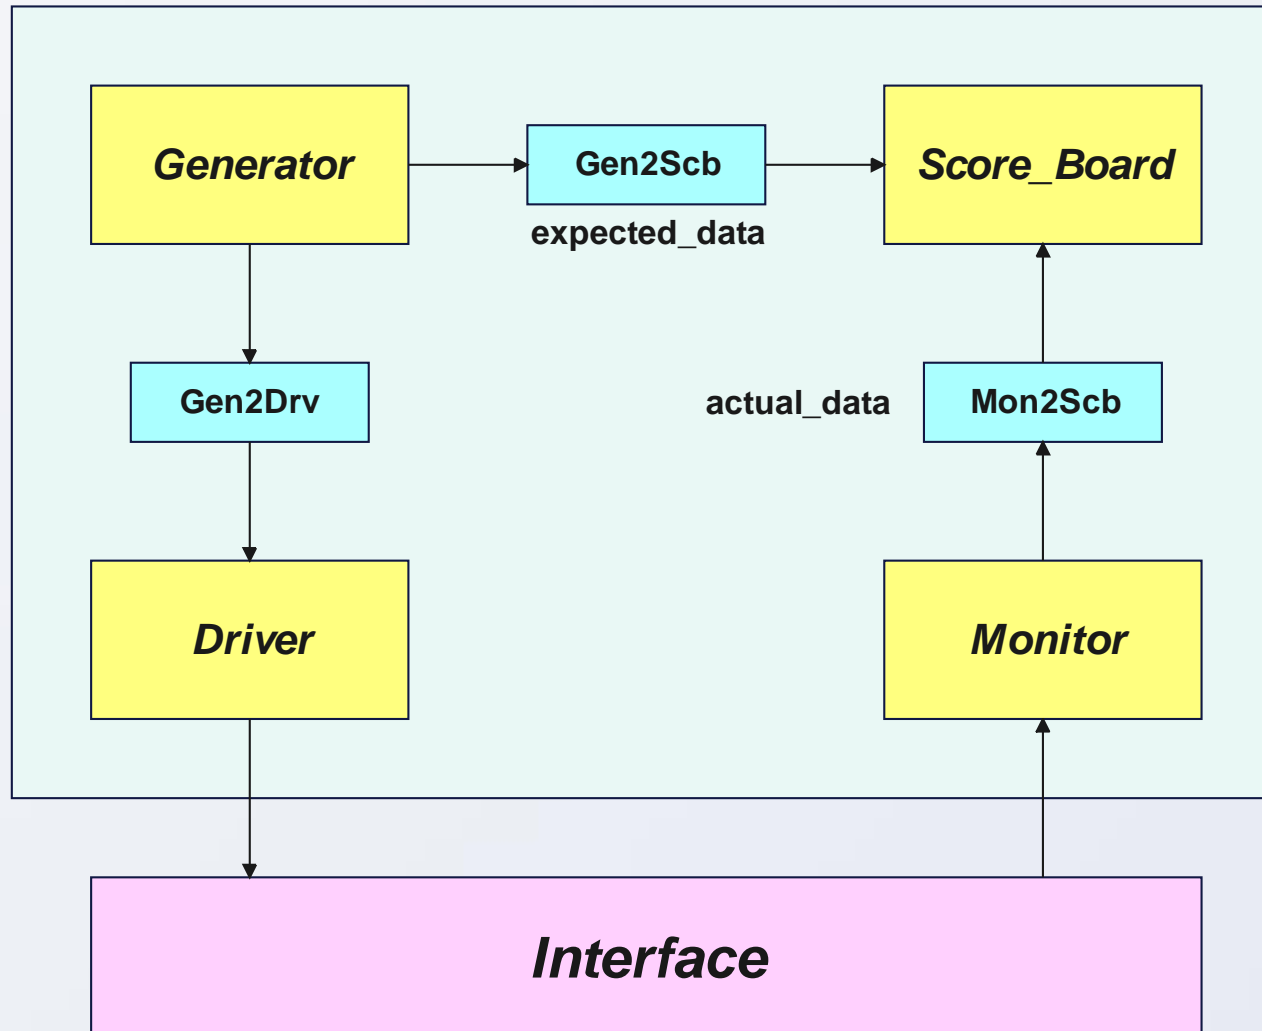 Generator
Gen2Scb
Score_Board
expected_data
Gen2Drv
actual_data
Mon2Scb
Driver
Monitor
Interface